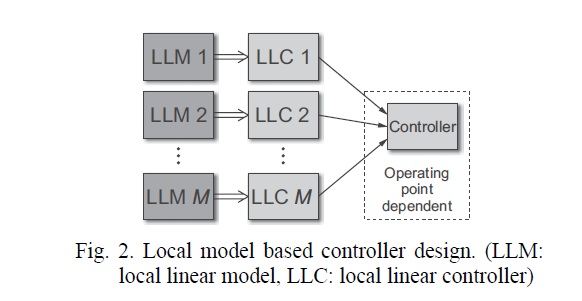 LLM 1
LLC 1
LLM 2
LLC 2
Controller
LLM M
LLC M
Operating
point
dependent
Fig. 2. Local model based controller design. (LLM:
local linear model, LLC: local linear controller)